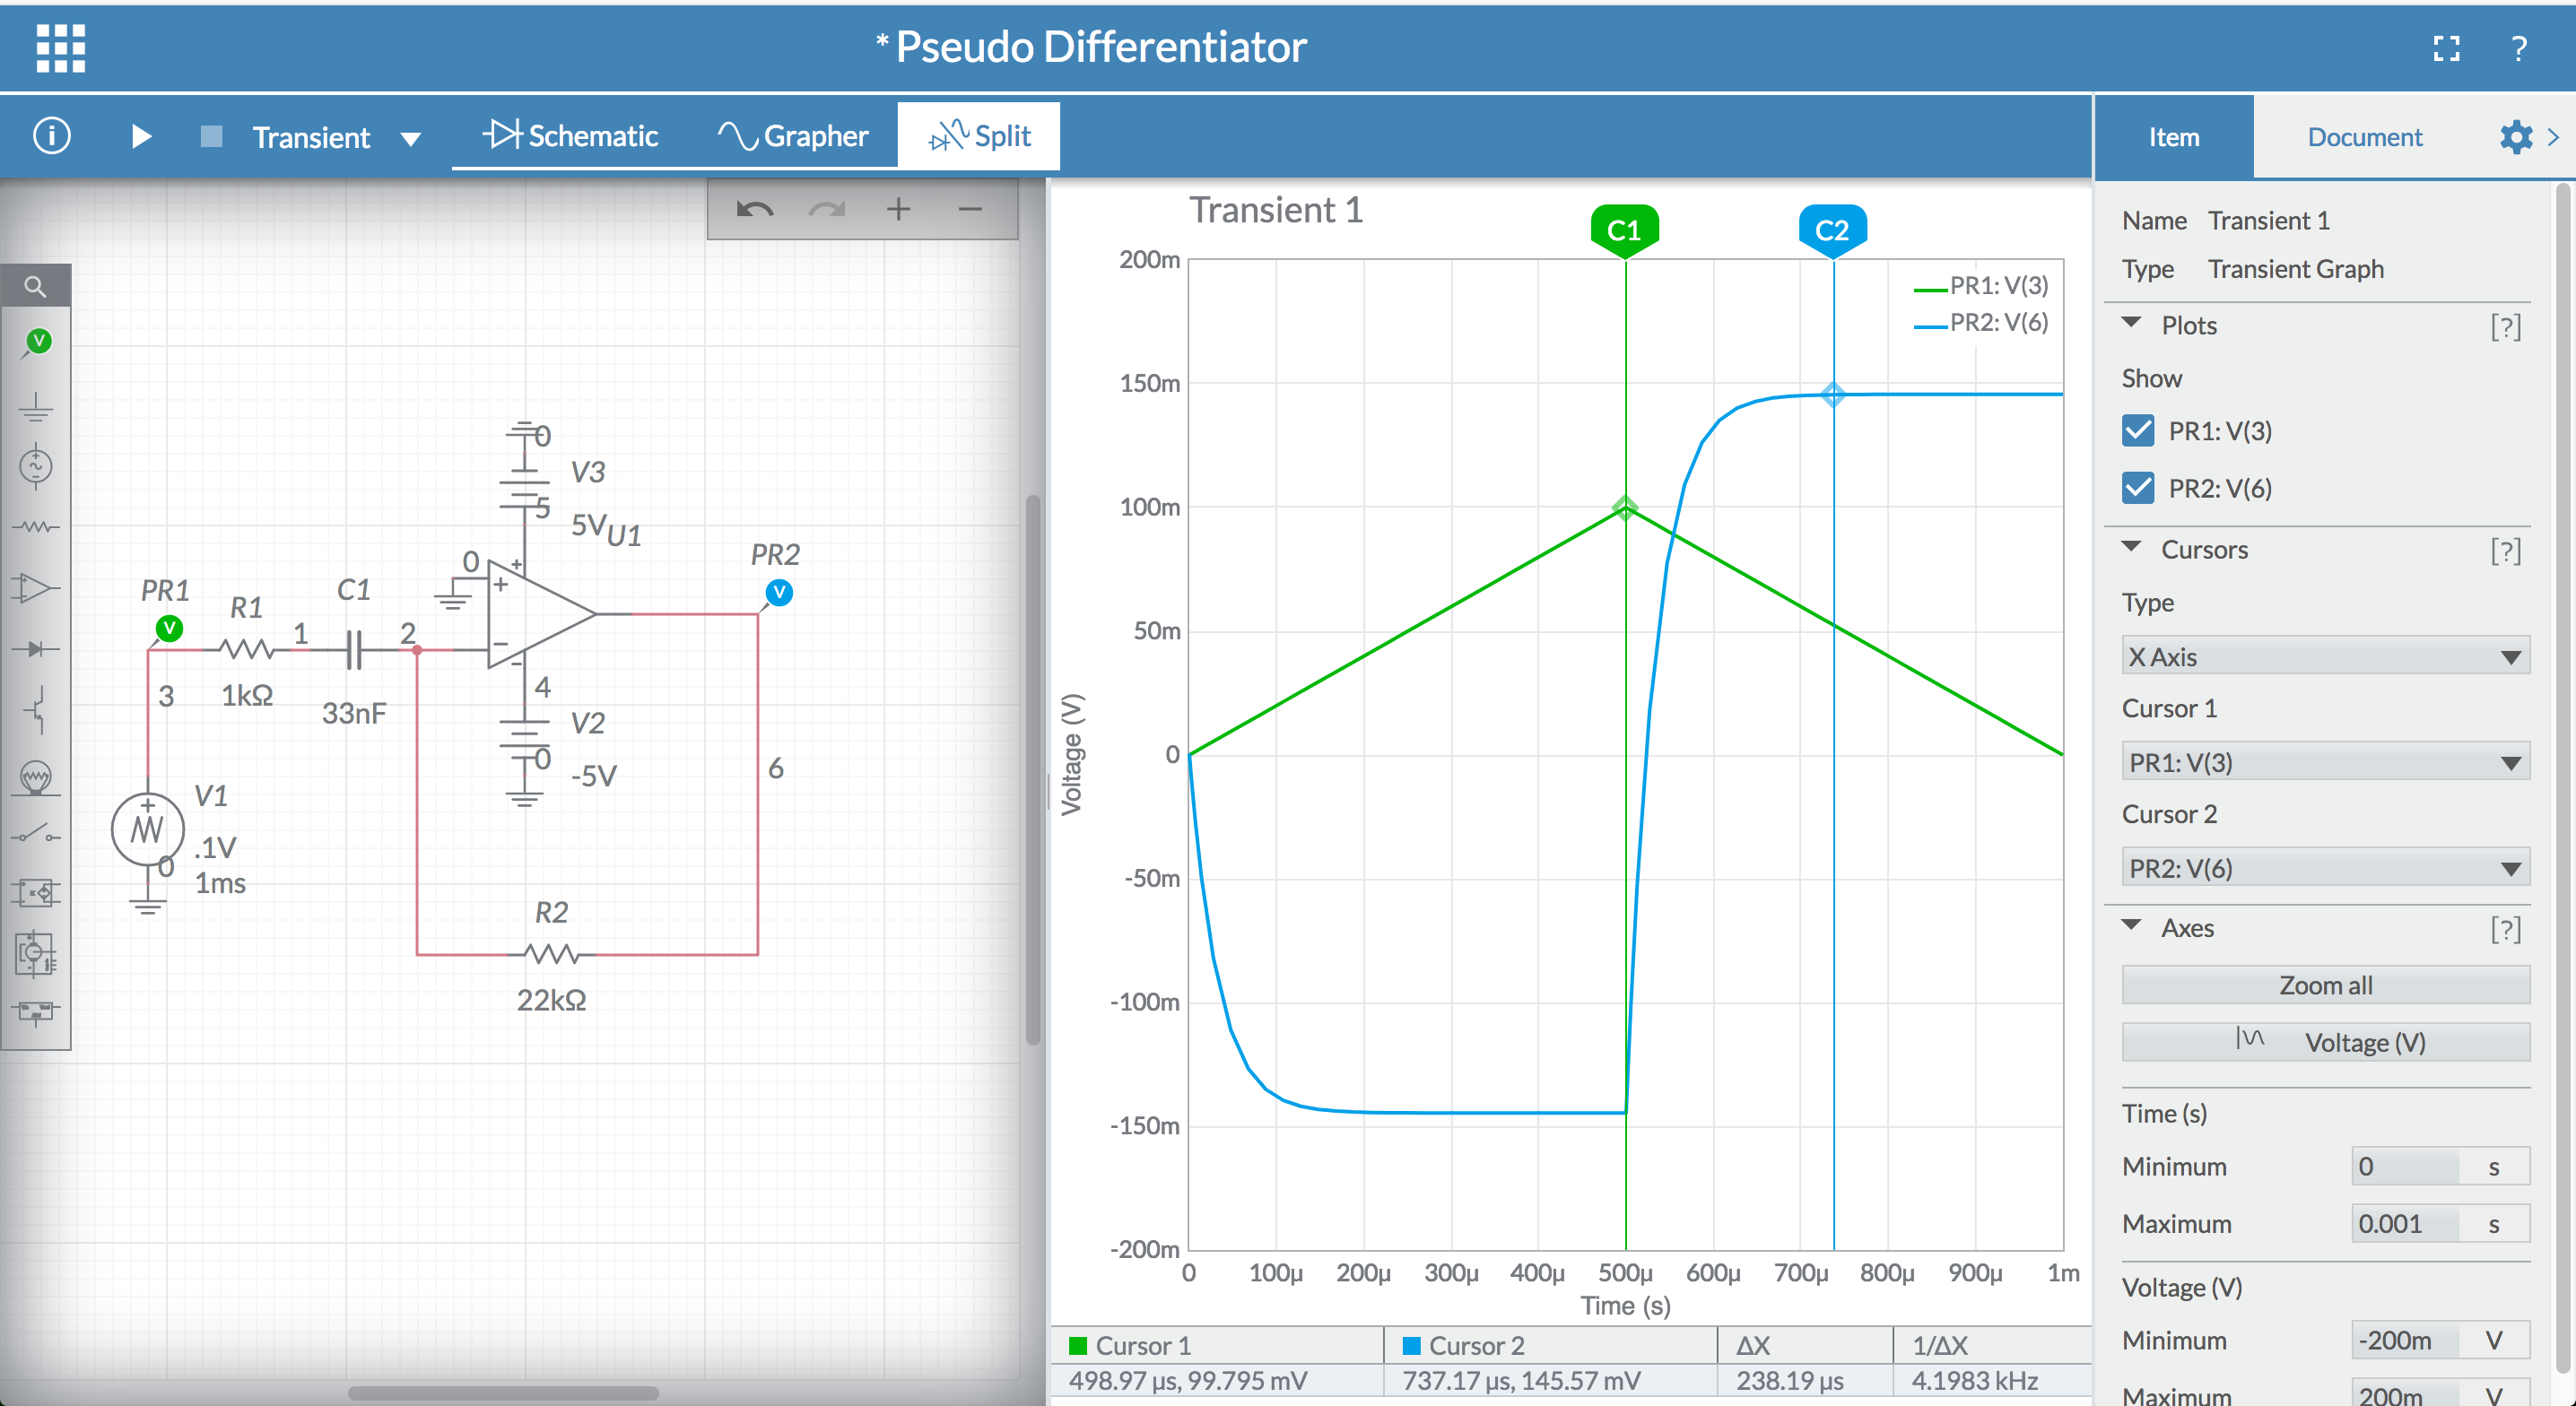 * Pseudo Differentiator
?
i
Transient
Schematic
Grapher
Split
Item
Document
>
+ −
V
0
V3
5
5V
U1
0
+
+
−
−
PR2
V
PR1
V
R1
C1
1
2
3
1kΩ
33nF
4
V2
0
-5V
6
V1
+
0
.1V
1ms
R2
22kΩ
Transient 1
C1
C2
PR1: V(3)
PR2: V(6)
200m
150m
100m
50m
0
-50m
-100m
-150m
-200m
Voltage (V)
0 100µ 200µ 300µ 400µ 500µ 600µ 700µ 800µ 900µ 1m
Time (s)
Cursor 1 Cursor 2 ΔX 1/ΔX
498.97 µs, 99.795 mV 737.17 µs, 145.57 mV 238.19 µs 4.1983 kHz
Name Transient 1
Type Transient Graph
Plots [?]
Show
PR1: V(3)
PR2: V(6)
Cursors [?]
Type
X Axis
Cursor 1
PR1: V(3)
Cursor 2
PR2: V(6)
Axes [?]
Zoom all
Voltage (V)
Time (s)
Minimum 0 s
Maximum 0.001 s
Voltage (V)
Minimum -200m V
Maximum 200m V